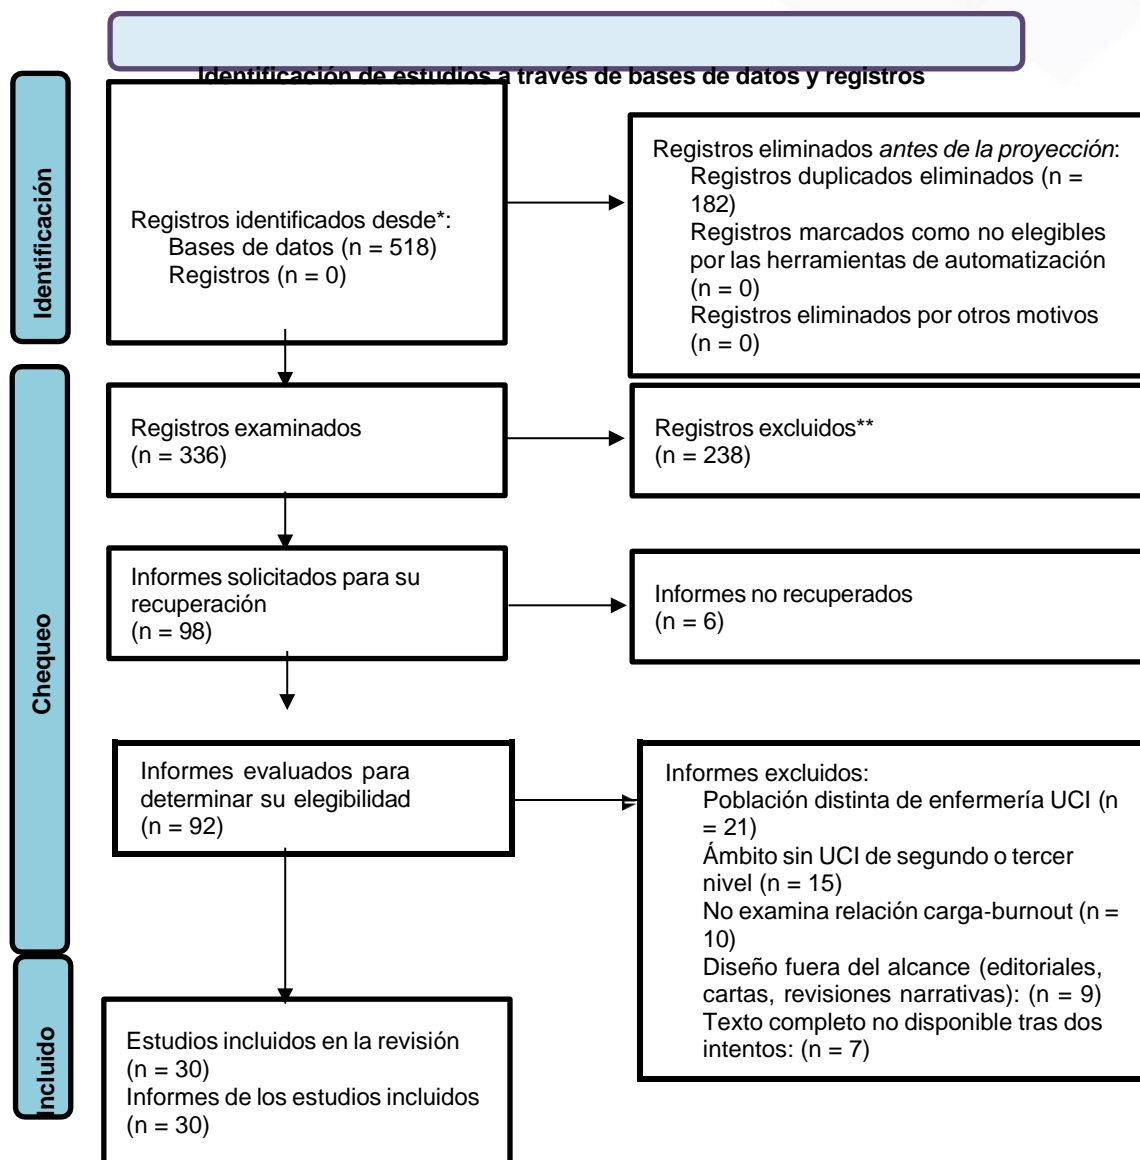 Identificación de estudios a través de bases de datos y registros
Identificación
Registros identificados desde*:
Bases de datos (n = 518)
Registros (n = 0)
Registros eliminados antes de la proyección:
Registros duplicados eliminados (n =
182)
Registros marcados como no elegibles
por las herramientas de automatización
(n = 0)
Registros eliminados por otros motivos
(n = 0)
Chequeo
Registros examinados
(n = 336)
Registros excluidos**
(n = 238)
Informes solicitados para su
recuperación
(n = 98)
Informes no recuperados
(n = 6)
Informes evaluados para
determinar su elegibilidad
(n = 92)
Informes excluidos:
Población distinta de enfermería UCI (n
= 21)
Ámbito sin UCI de segundo o tercer
nivel (n = 15)
No examina relación carga-burnout (n =
10)
Diseño fuera del alcance (editoriales,
cartas, revisiones narrativas): (n = 9)
Texto completo no disponible tras dos
intentos: (n = 7)
Incluido
Estudios incluidos en la revisión
(n = 30)
Informes de los estudios incluidos
(n = 30)